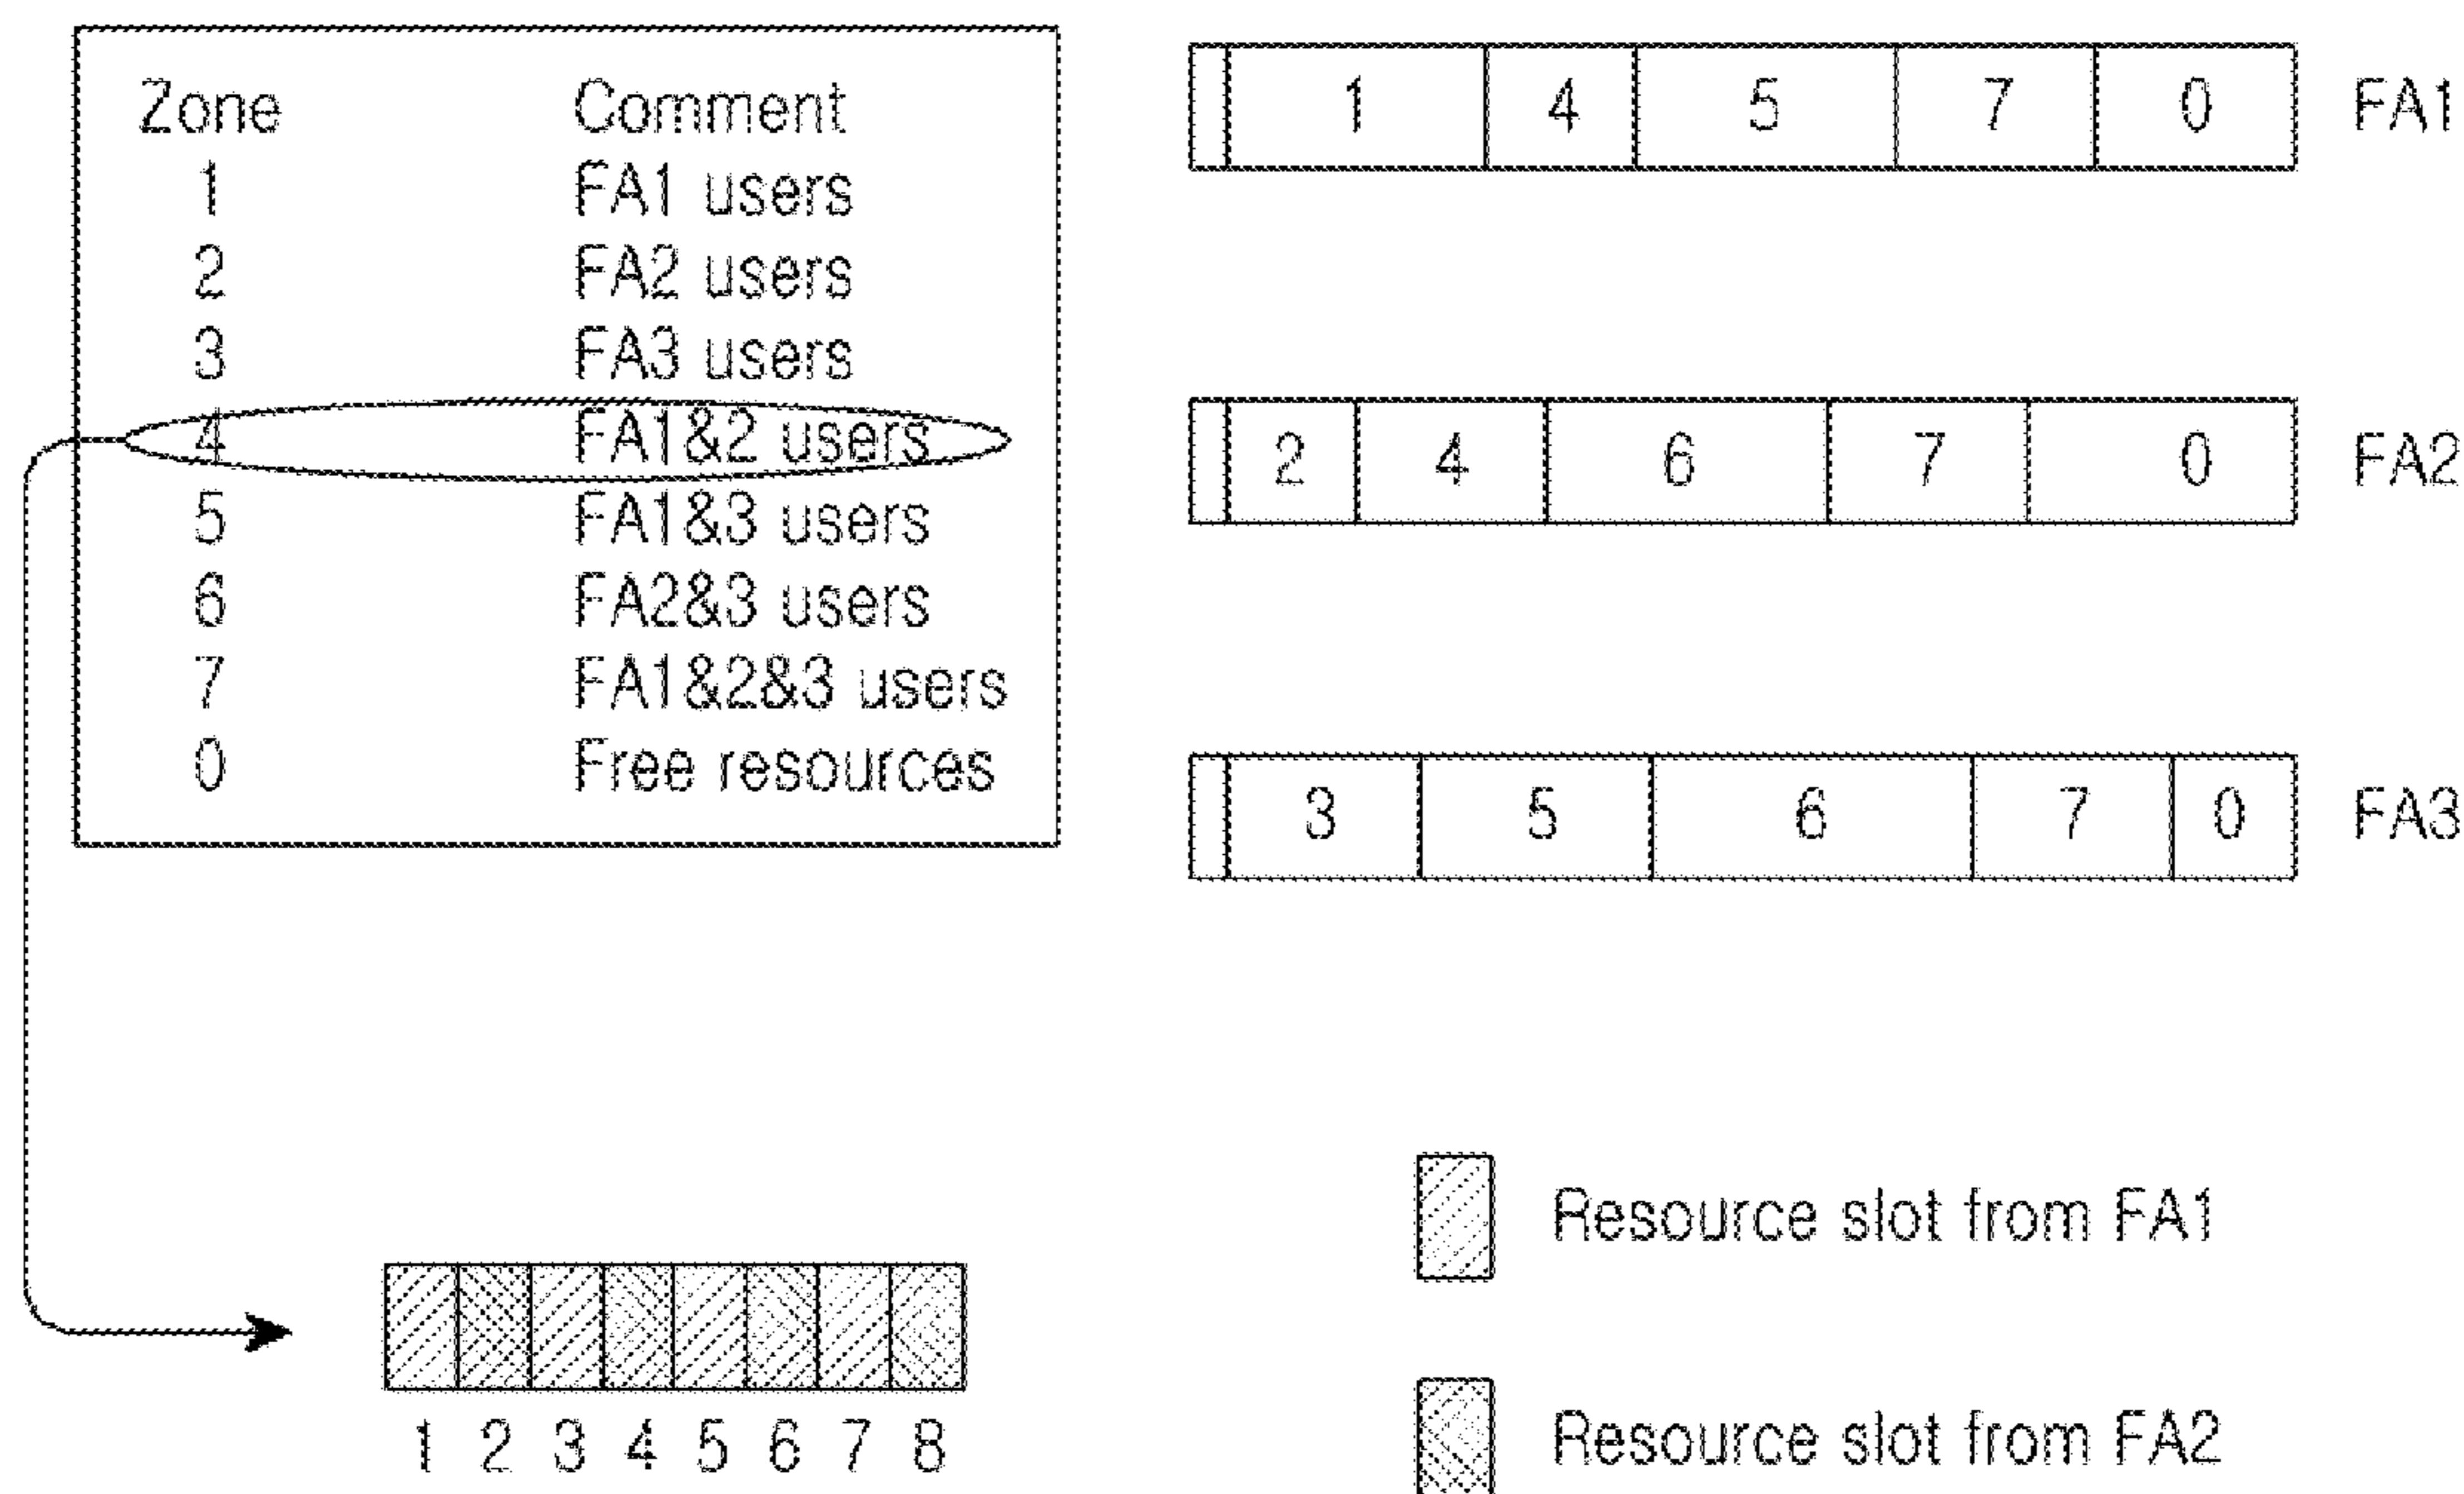 Zone Comment
1 FA1 users
2 FA2 users
3 FA3 users
4 FA1&2 users
5 FA1&3 users
6 FA2&3 users
7 FA1&2&3 users
0 Free resources
1 4 5 7 0 FA1
2 4 6 7 0 FA2
3 5 6 7 0 FA3
1 2 3 4 5 6 7 8
Resource slot from FA1
Resource slot from FA2